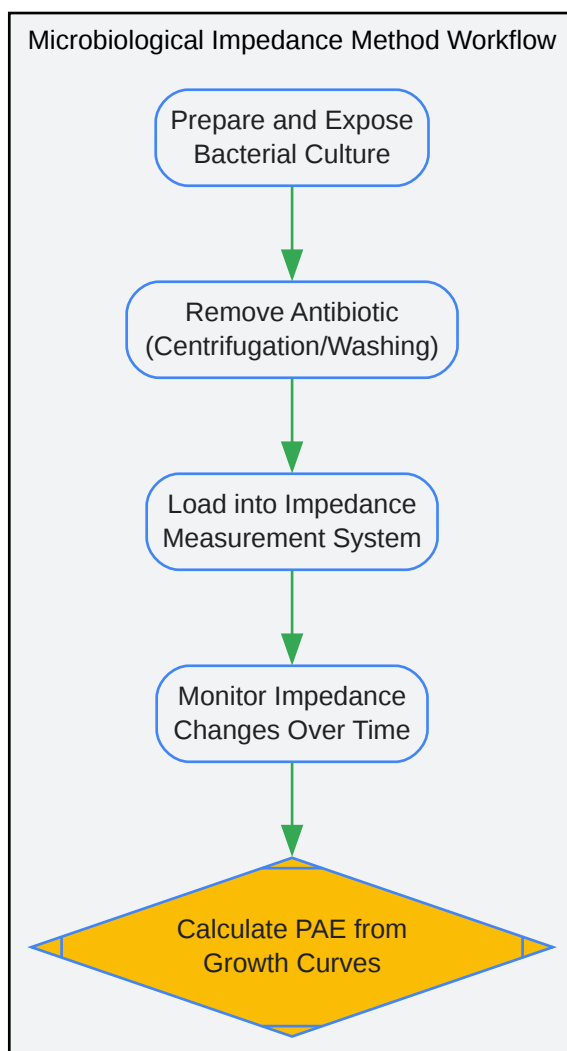 Microbiological Impedance Method Workflow
Prepare and Expose
Bacterial Culture
Remove Antibiotic
(Centrifugation/Washing)
Load into Impedance
Measurement System
Monitor Impedance
Changes Over Time
Calculate PAE from
Growth Curves